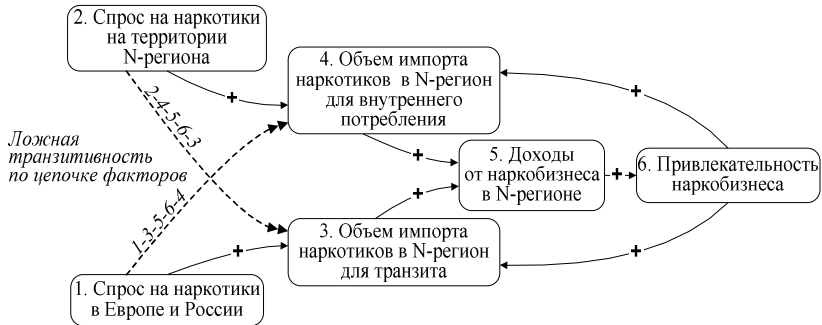 2. Спрос на наркотики
на территории
N-региона
4. Объем импорта
наркотиков в N-регион
для внутреннего
потребления
+
+
2-4-5-6-3
Ложная
транзитивность
по цепочке факторов
+
5. Доходы
от наркобизнеса
в N-регионе
+
6. Привлекательность
наркобизнеса
+
1-3-5-6-4
3. Объем импорта
наркотиков в N-регион
для транзита
+
+
1. Спрос на наркотики
в Европе и России